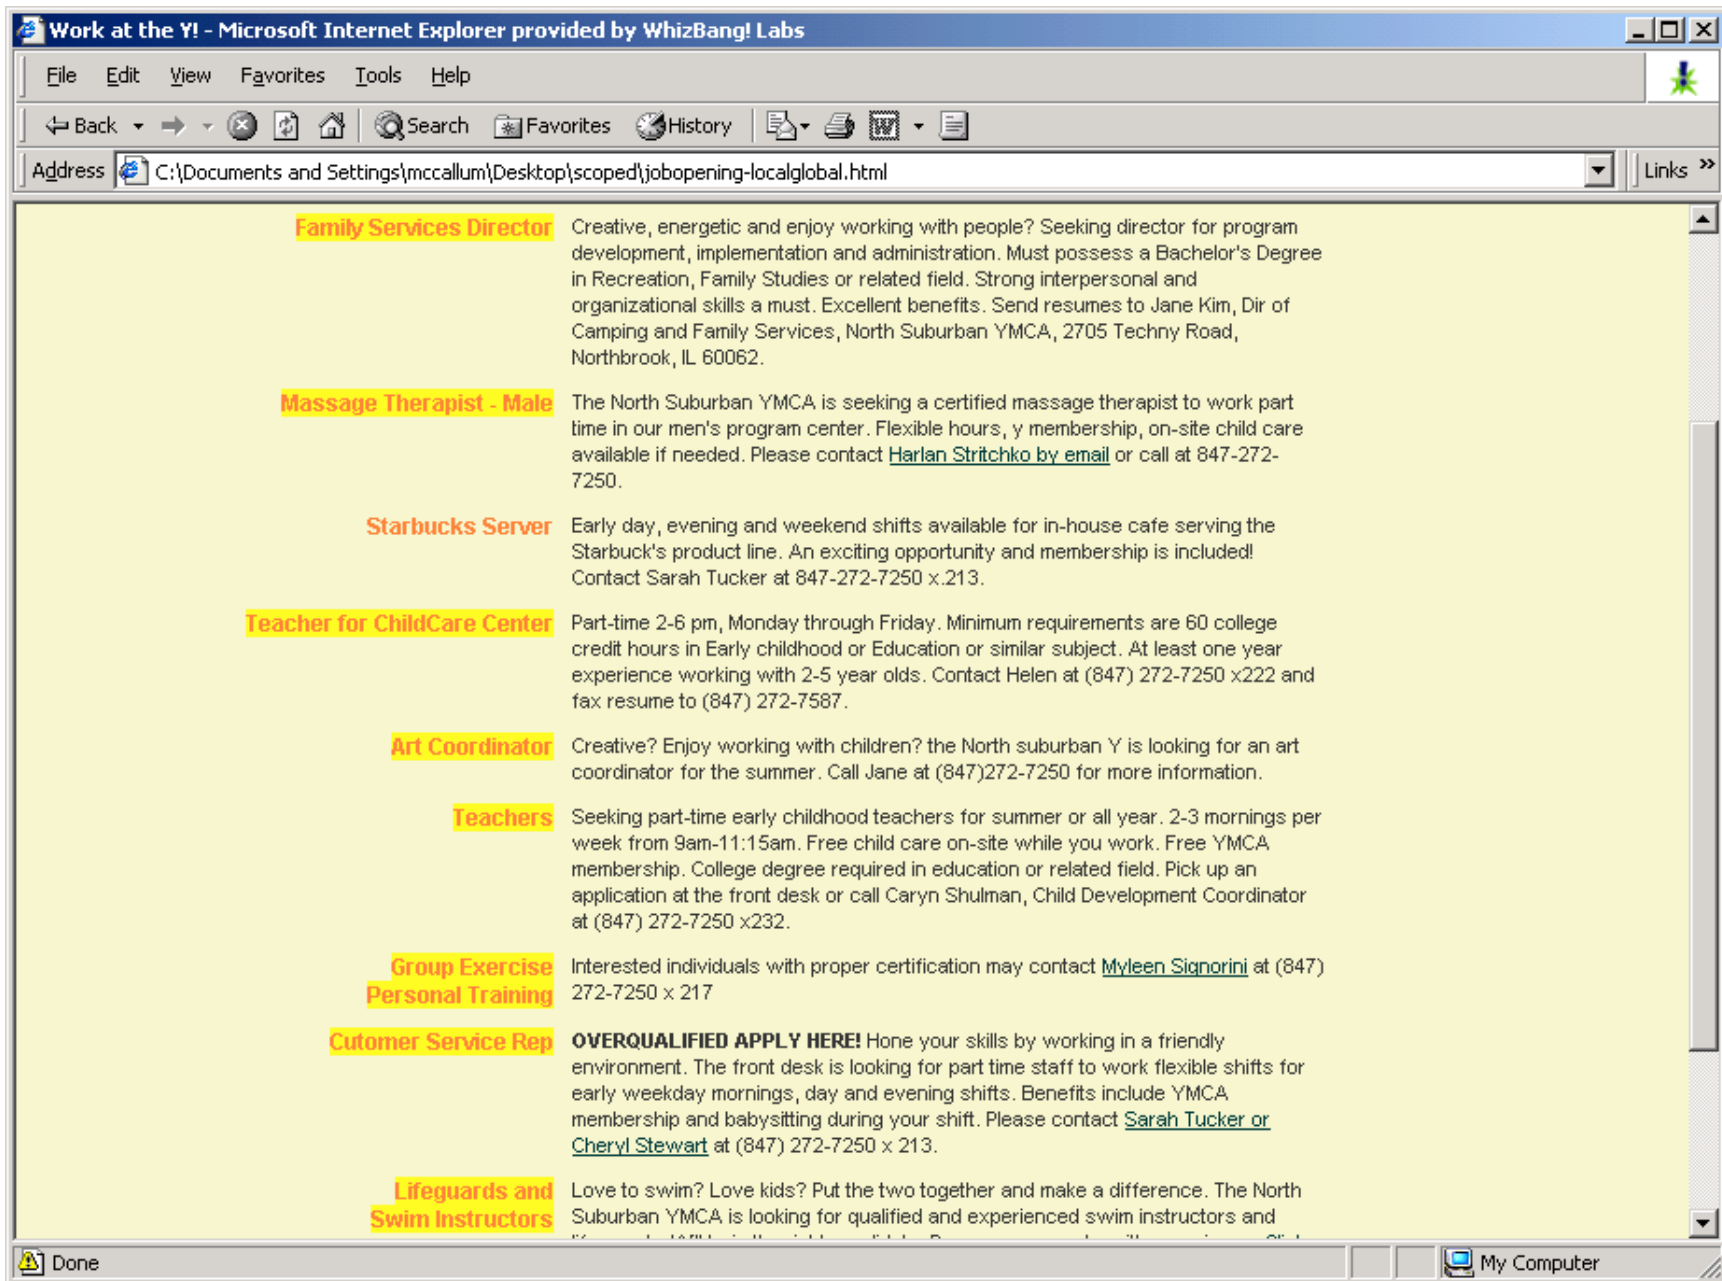 Work at the Y! - Microsoft Internet Explorer provided by WhizBang! Labs
File Edit View Favorites Tools Help
Back Search Favorites History
Address C:\Documents and Settings\mccallum\Desktop\scoped\jobopening-localglobal.html Links »
Family Services Director Creative, energetic and enjoy working with people? Seeking director for program
development, implementation and administration. Must possess a Bachelor's Degree
in Recreation, Family Studies or related field. Strong interpersonal and
organizational skills a must. Excellent benefits. Send resumes to Jane Kim, Dir of
Camping and Family Services, North Suburban YMCA, 2705 Techny Road,
Northbrook, IL 60062.
Massage Therapist - Male The North Suburban YMCA is seeking a certified massage therapist to work part
time in our men's program center. Flexible hours, y membership, on-site child care
available if needed. Please contact Harlan Stritchko by email or call at 847-272-
7250.
Starbucks Server Early day, evening and weekend shifts available for in-house cafe serving the
Starbuck's product line. An exciting opportunity and membership is included!
Contact Sarah Tucker at 847-272-7250 x.213.
Teacher for ChildCare Center Part-time 2-6 pm, Monday through Friday. Minimum requirements are 60 college
credit hours in Early childhood or Education or similar subject. At least one year
experience working with 2-5 year olds. Contact Helen at (847) 272-7250 x222 and
fax resume to (847) 272-7587.
Art Coordinator Creative? Enjoy working with children? the North suburban Y is looking for an art
coordinator for the summer. Call Jane at (847)272-7250 for more information.
Teachers Seeking part-time early childhood teachers for summer or all year. 2-3 mornings per
week from 9am-11:15am. Free child care on-site while you work. Free YMCA
membership. College degree required in education or related field. Pick up an
application at the front desk or call Caryn Shulman, Child Development Coordinator
at (847) 272-7250 x232.
Group Exercise Interested individuals with proper certification may contact Myleen Signorini at (847)
Personal Training 272-7250 x 217
Cutomer Service Rep OVERQUALIFIED APPLY HERE! Hone your skills by working in a friendly
environment. The front desk is looking for part time staff to work flexible shifts for
early weekday mornings, day and evening shifts. Benefits include YMCA
membership and babysitting during your shift. Please contact Sarah Tucker or
Cheryl Stewart at (847) 272-7250 x 213.
Lifeguards and Love to swim? Love kids? Put the two together and make a difference. The North
Swim Instructors Suburban YMCA is looking for qualified and experienced swim instructors and
Done My Computer